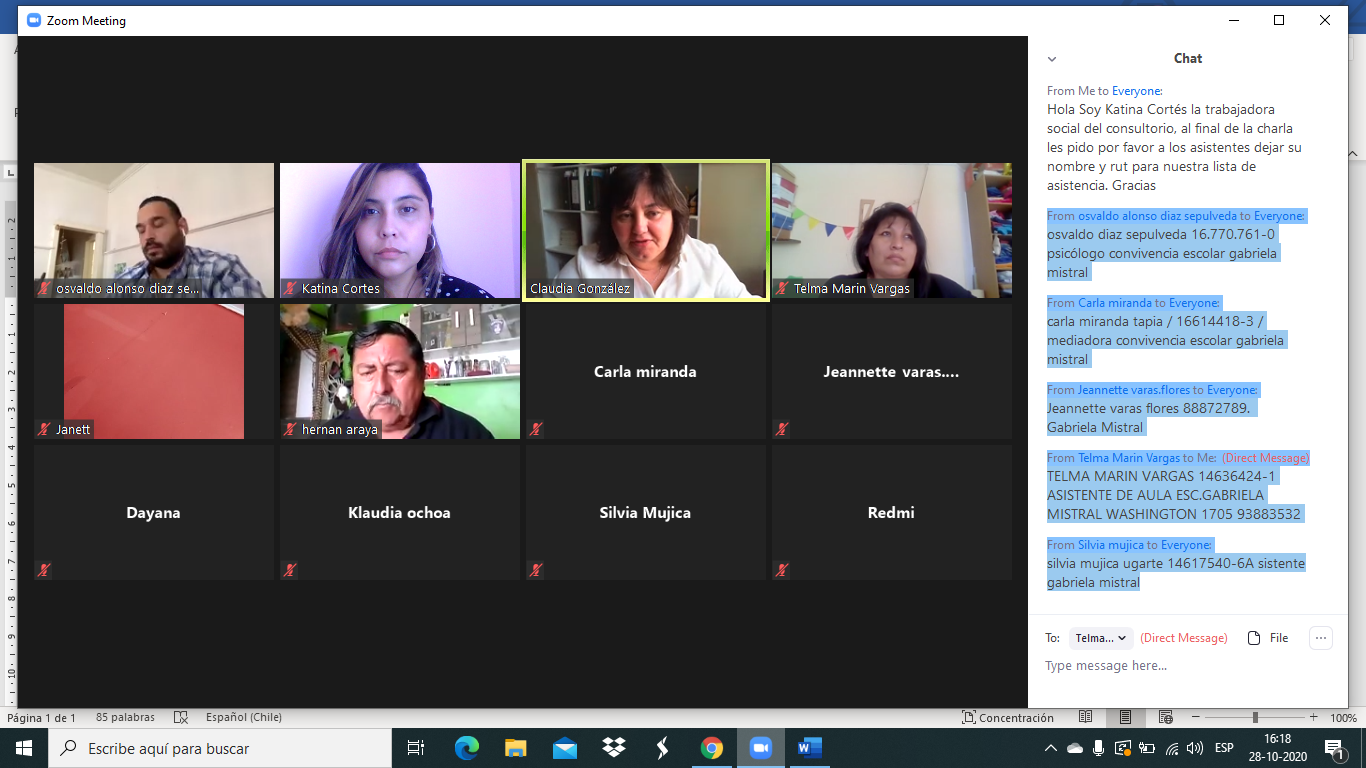 Zoom Meeting
osvaldo alonso diaz se...
Katina Cortes
Claudia González
Telma Marin Vargas
Janett
hernan araya
Carla miranda
Jeannette varas....
Dayana
Klaudia ochoa
Silvia Mujica
Redmi
Chat
From Me to Everyone:
Hola Soy Katina Cortés la trabajadora
social del consultorio, al final de la charla
les pido por favor a los asistentes dejar su
nombre y rut para nuestra lista de
asistencia. Gracias
From osvaldo alonso diaz sepulveda to Everyone:
osvaldo diaz sepulveda 16.770.761-0
psicólogo convivencia escolar gabriela
mistral
From Carla miranda to Everyone:
carla miranda tapia / 16614418-3 /
mediadora convivencia escolar gabriela
mistral
From Jeannette varas.flores to Everyone:
Jeannette varas flores 88872789.
Gabriela Mistral
From Telma Marin Vargas to Me: (Direct Message)
TELMA MARIN VARGAS 14636424-1
ASISTENTE DE AULA ESC.GABRIELA
MISTRAL WASHINGTON 1705 93883532
From Silvia mujica to Everyone:
silvia mujica ugarte 14617540-6A sistente
gabriela mistral
To: Telma... (Direct Message) File
Type message here...
Página 1 de 1 85 palabras Español (Chile) Concentración 100%
Escribe aquí para buscar
ESP
16:18
28-10-2020
1